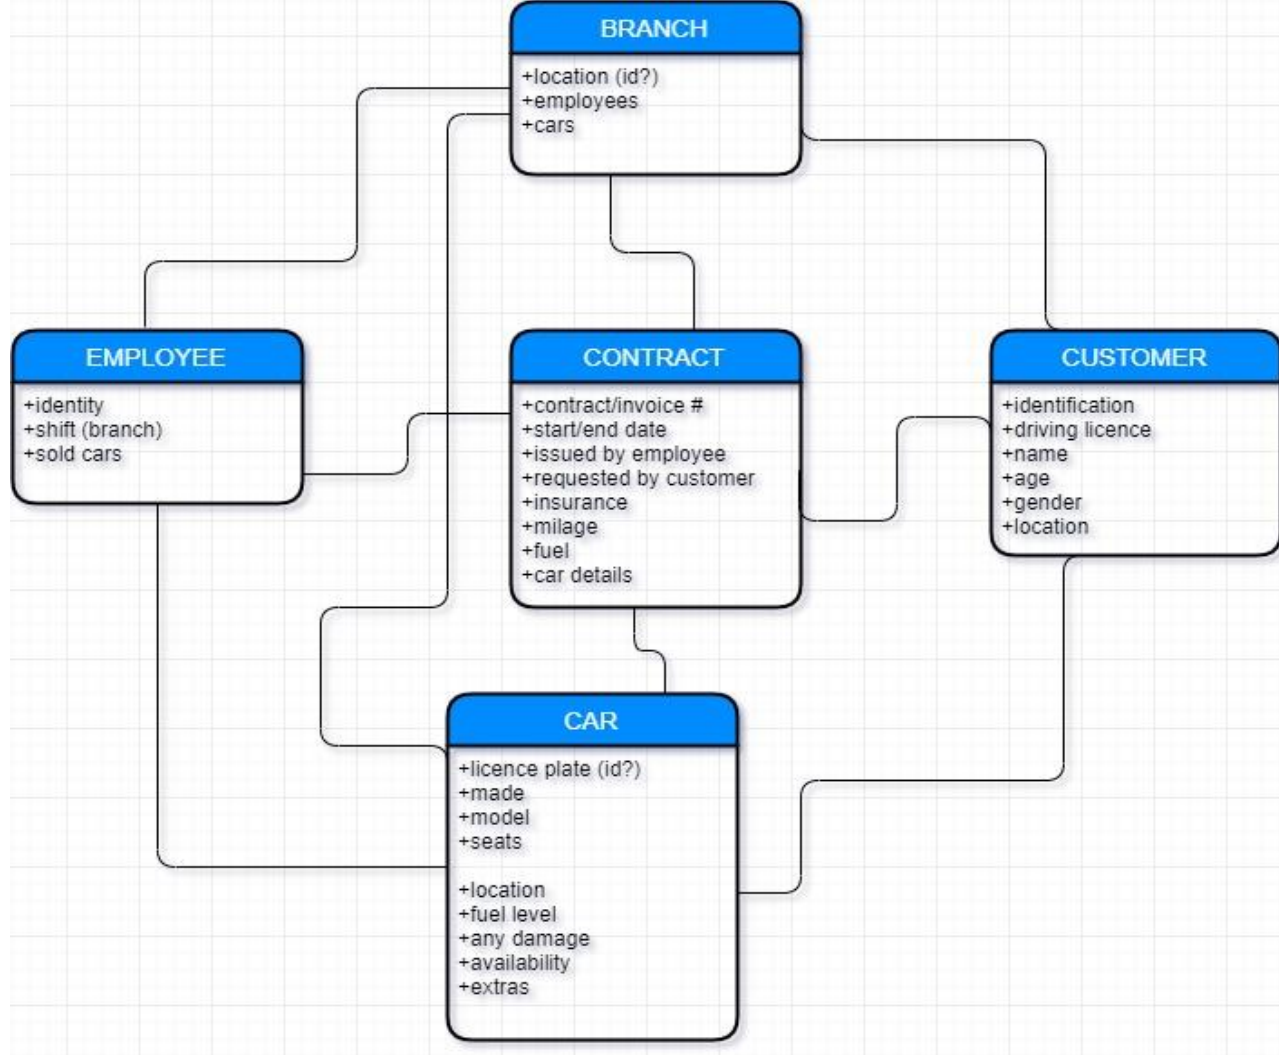 BRANCH
+location (id?)
+employees
+cars
EMPLOYEE
+identity
+shift (branch)
+sold cars
CONTRACT
+contract/invoice #
+start/end date
+issued by employee
+requested by customer
+insurance
+milage
+fuel
+car details
CUSTOMER
+identification
+driving licence
+name
+age
+gender
+location
CAR
+licence plate (id?)
+made
+model
+seats
+location
+fuel level
+any damage
+availability
+extras